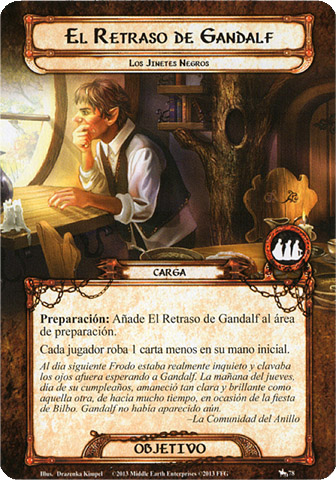 El Retraso de Gandalf
Los Jinetes Negros
CARGA
Preparación: Añade El Retraso de Gandalf al área
de preparación.
Cada jugador roba 1 carta menos en su mano inicial.
Al día siguiente Frodo estaba realmente inquieto y clavaba
los ojos afuera esperando a Gandalf. La mañana del jueves,
día de su cumpleaños, amaneció tan clara y brillante como
aquella otra, de hacía mucho tiempo, en ocasión de la fiesta
de Bilbo. Gandalf no había aparecido aún.
–La Comunidad del Anillo
OBJETIVO
Illus. Drazenka Kimpel ©2013 Middle Earth Enterprises ©2013 FFG 78